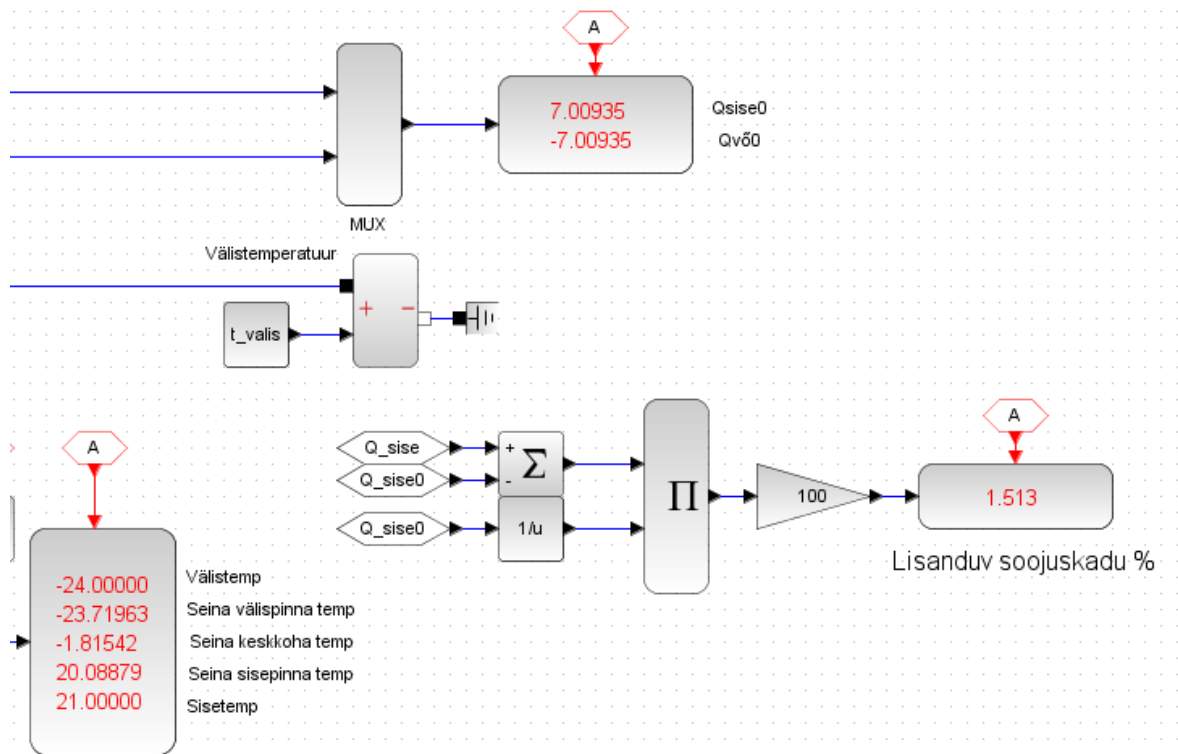 A
7.00935
-7.00935
Qsise0
Qvõ0
MUX
Välistemperatuur
+ −
t_valis
A
A
Q_sise
+
Σ
Q_sise0
-
Q_sise0
1/u
Π
100
1.513
Lisanduv soojuskadu %
-24.00000
Välistemp
-23.71963
Seina välispinna temp
-1.81542
Seina keskkoha temp
20.08879
Seina sisepinna temp
21.00000
Sisetemp